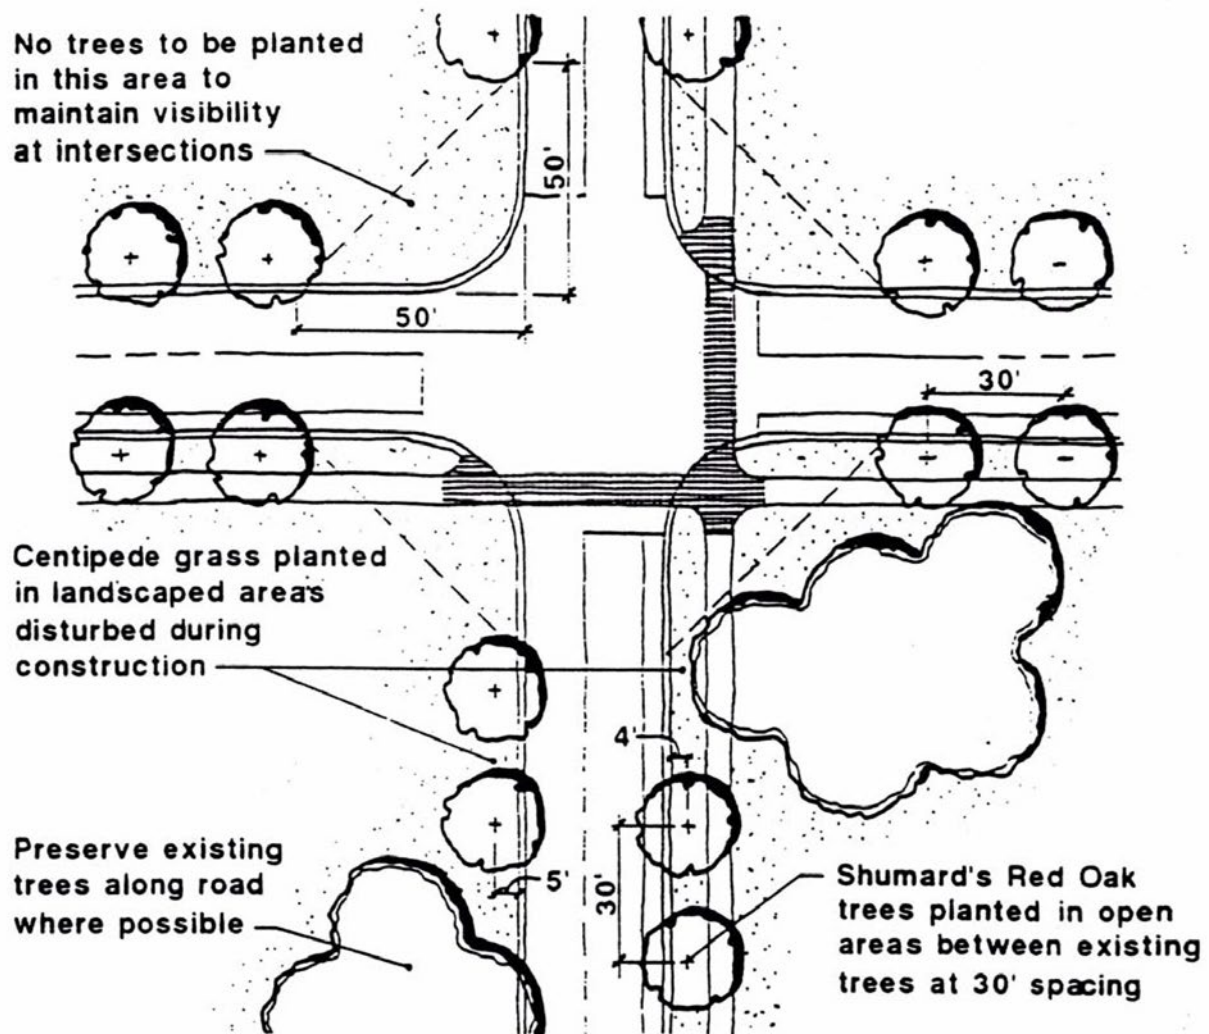 No trees to be planted
in this area to
maintain visibility
at intersections
50'
50'
30'
Centipede grass planted
in landscaped areas
disturbed during
construction
4'
Preserve existing
trees along road
where possible
5'
30'
Shumard's Red Oak
trees planted in open
areas between existing
trees at 30' spacing